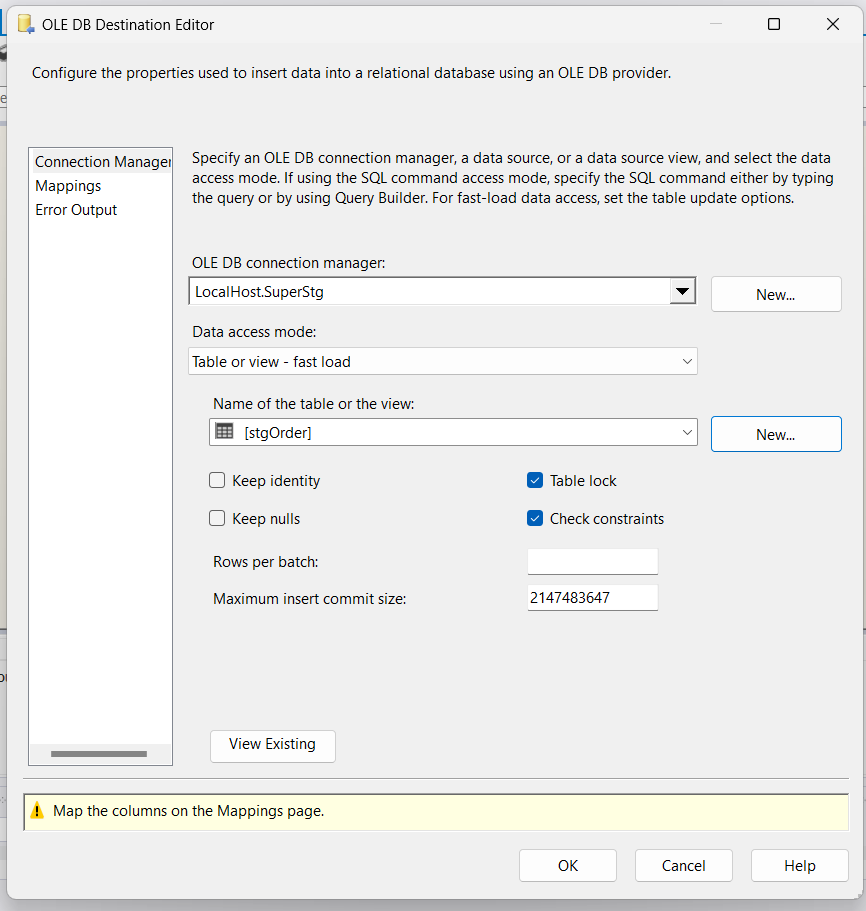 OLE DB Destination Editor
Configure the properties used to insert data into a relational database using an OLE DB provider.
Connection Manager
Mappings
Error Output
Specify an OLE DB connection manager, a data source, or a data source view, and select the data
access mode. If using the SQL command access mode, specify the SQL command either by typing
the query or by using Query Builder. For fast-load data access, set the table update options.
OLE DB connection manager:
LocalHost.SuperStg
New...
Data access mode:
Table or view - fast load
Name of the table or the view:
[stgOrder]
New...
Keep identity
Table lock
Keep nulls
Check constraints
Rows per batch:
Maximum insert commit size:
2147483647
View Existing
Map the columns on the Mappings page.
OK
Cancel
Help